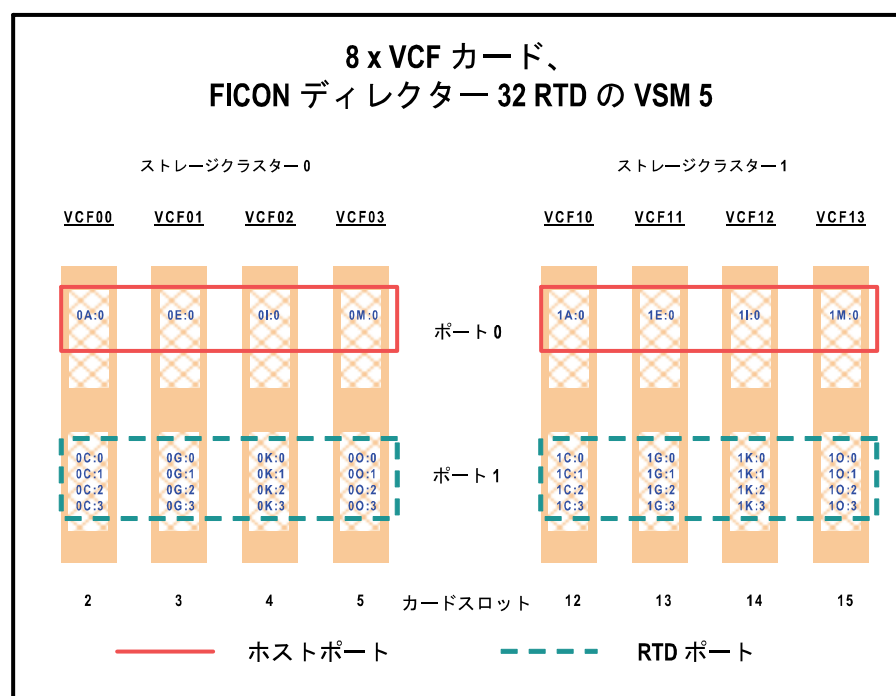 8 x VCF カード、
FICON ディレクター 32 RTD の VSM 5
ストレージクラスター 0
ストレージクラスター 1
VCF00 VCF01 VCF02 VCF03
VCF10 VCF11 VCF12 VCF13
0A:0 0E:0 0I:0 0M:0
ポート 0
1A:0 1E:0 1I:0 1M:0
0C:0 0G:0 0K:0 0O:0
0C:1 0G:1 0K:1 0O:1
0C:2 0G:2 0K:2 0O:2
0C:3 0G:3 0K:3 0O:3
ポート 1
1C:0 1G:0 1K:0 1O:0
1C:1 1G:1 1K:1 1O:1
1C:2 1G:2 1K:2 1O:2
1C:3 1G:3 1K:3 1O:3
2 3 4 5 カードスロット 12 13 14 15
ホストポート
RTD ポート